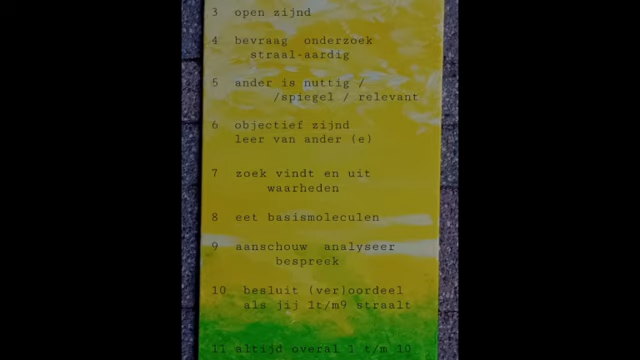 3 open zijnd
4 bevraag onderzoek
straal-aardig
5 ander is nuttig /
/spiegel / relevant
6 objectief zijnd
leer van ander (e)
7 zoek vindt en uit
waarheden
8 eet basismoleculen
9 aanschouw analyseer
bespreek
10 besluit (ver)oordeel
als jij 1t/m9 straalt
11 altijd overal 1 t/m 10